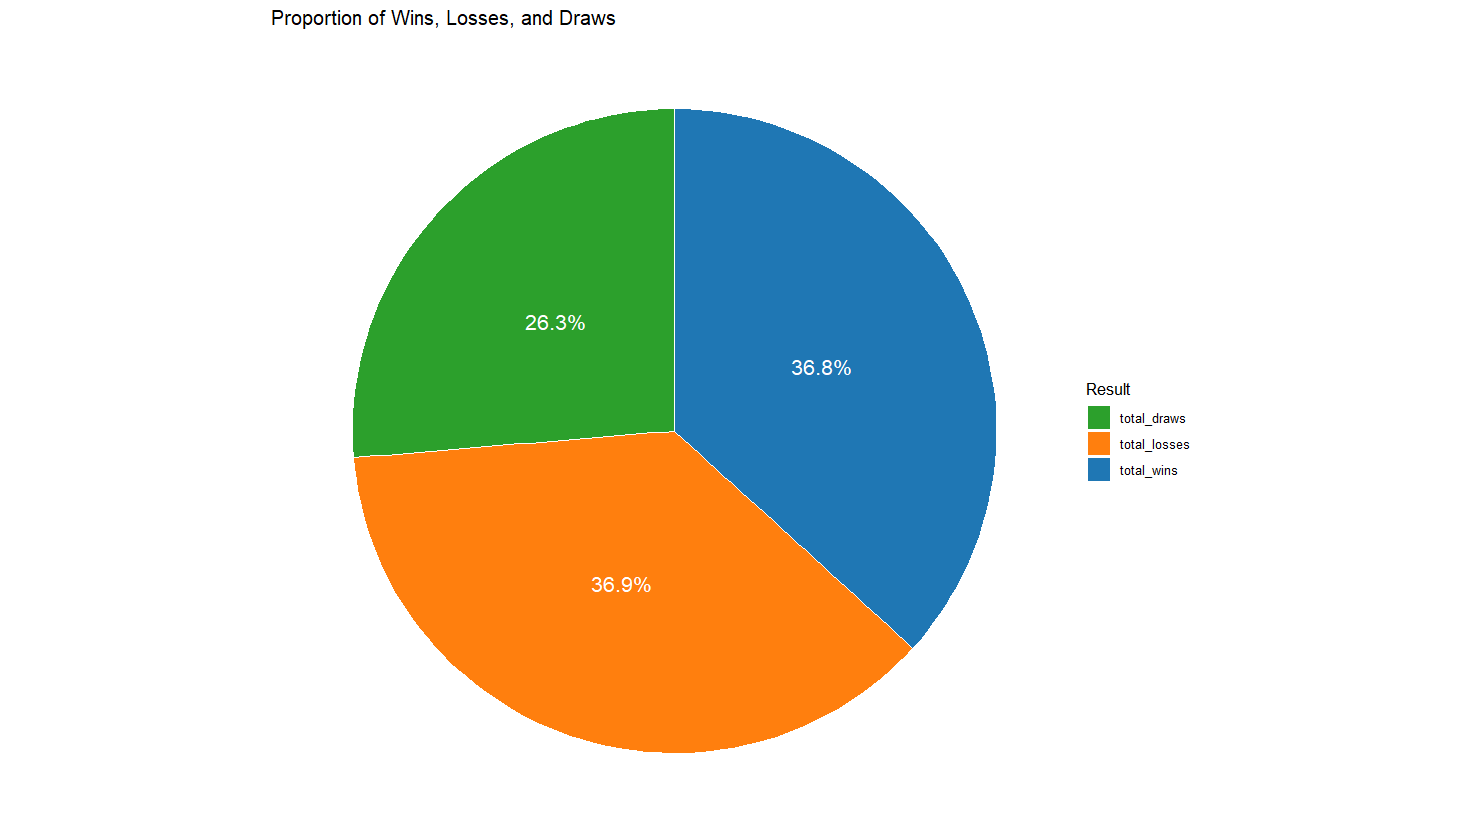 Proportion of Wins, Losses, and Draws
26.3%
36.8%
36.9%
Result
total_draws
total_losses
total_wins